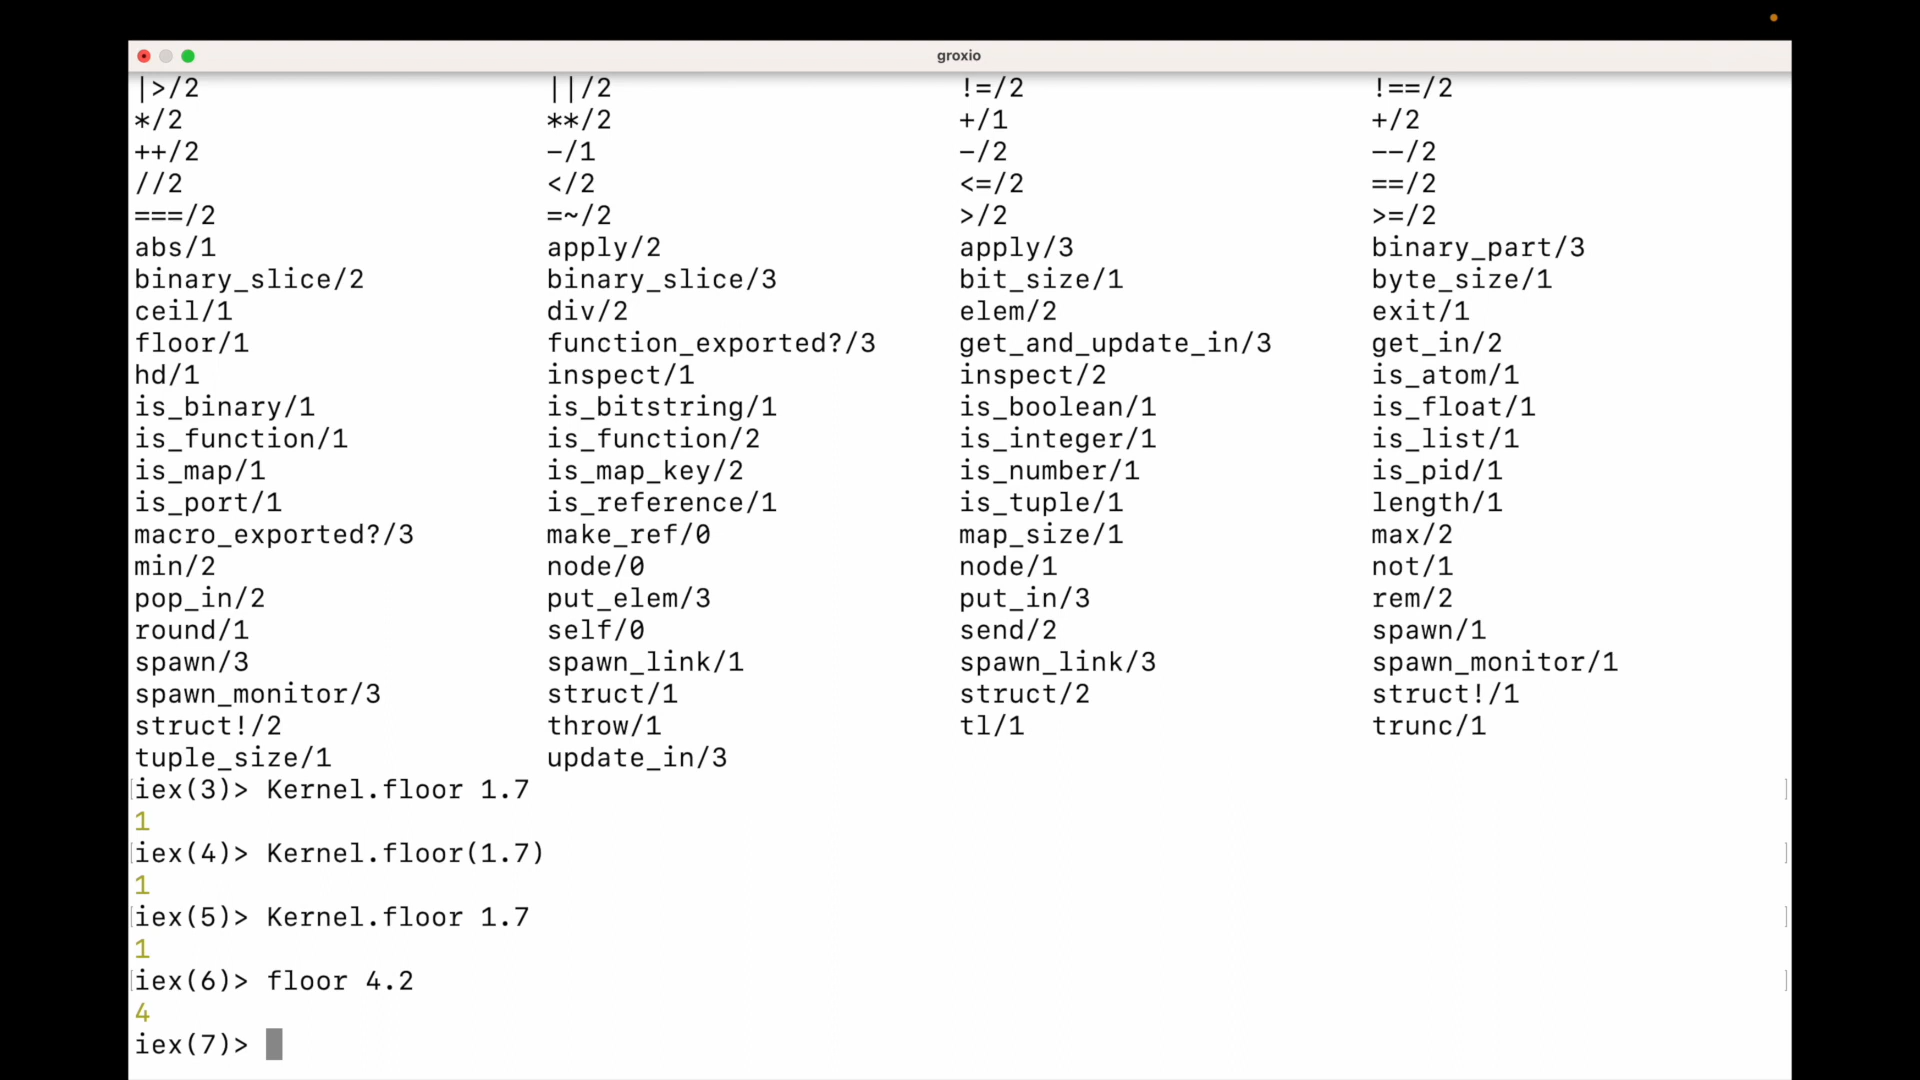 groxio
|>/2 ||/2 !=/2 !==/2
*/2 **/2 +/1 +/2
++/2 -/1 -/2 --/2
//2 </2 <=/2 ==/2
===/2 =~/2 >/2 >=/2
abs/1 apply/2 apply/3 binary_part/3
binary_slice/2 binary_slice/3 bit_size/1 byte_size/1
ceil/1 div/2 elem/2 exit/1
floor/1 function_exported?/3 get_and_update_in/3 get_in/2
hd/1 inspect/1 inspect/2 is_atom/1
is_binary/1 is_bitstring/1 is_boolean/1 is_float/1
is_function/1 is_function/2 is_integer/1 is_list/1
is_map/1 is_map_key/2 is_number/1 is_pid/1
is_port/1 is_reference/1 is_tuple/1 length/1
macro_exported?/3 make_ref/0 map_size/1 max/2
min/2 node/0 node/1 not/1
pop_in/2 put_elem/3 put_in/3 rem/2
round/1 self/0 send/2 spawn/1
spawn/3 spawn_link/1 spawn_link/3 spawn_monitor/1
spawn_monitor/3 struct/1 struct/2 struct!/1
struct!/2 throw/1 tl/1 trunc/1
tuple_size/1 update_in/3
iex(3)> Kernel.floor 1.7
1
iex(4)> Kernel.floor(1.7)
1
iex(5)> Kernel.floor 1.7
1
iex(6)> floor 4.2
4
iex(7)>